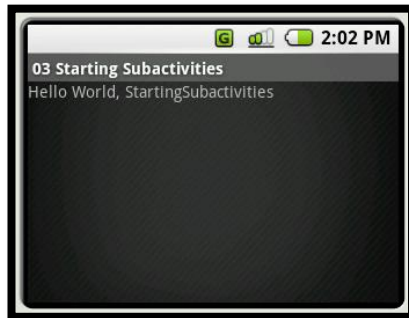 G 2:02 PM
03 Starting Subactivities
Hello World, StartingSubactivities